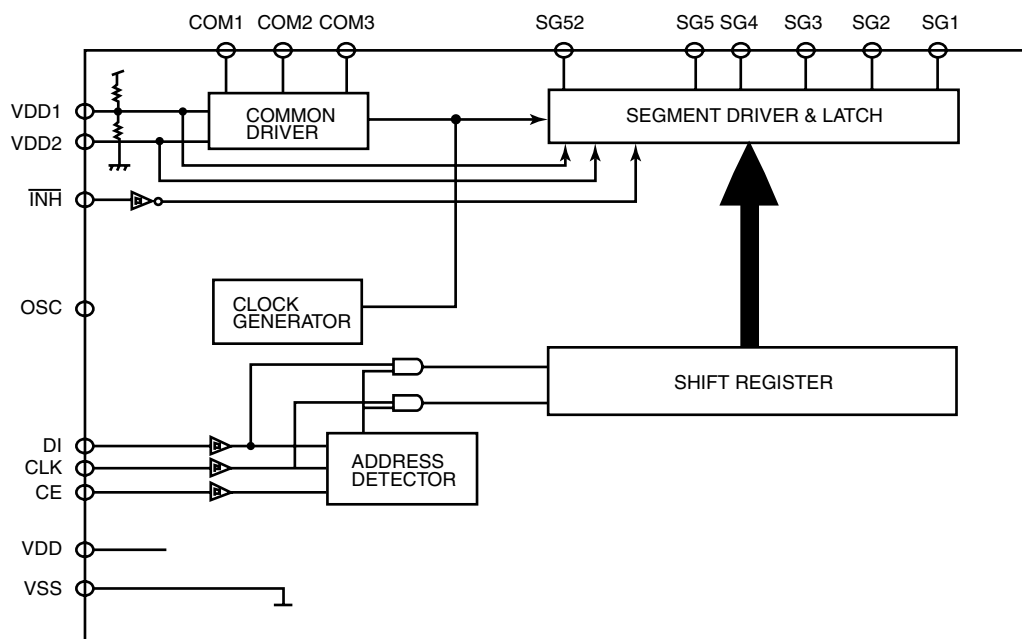 COM1 COM2 COM3 SG52 SG5 SG4 SG3 SG2 SG1
VDD1
COMMON
DRIVER
SEGMENT DRIVER & LATCH
VDD2
INH
OSC
CLOCK
GENERATOR
SHIFT REGISTER
DI
CLK
CE
ADDRESS
DETECTOR
VDD
VSS